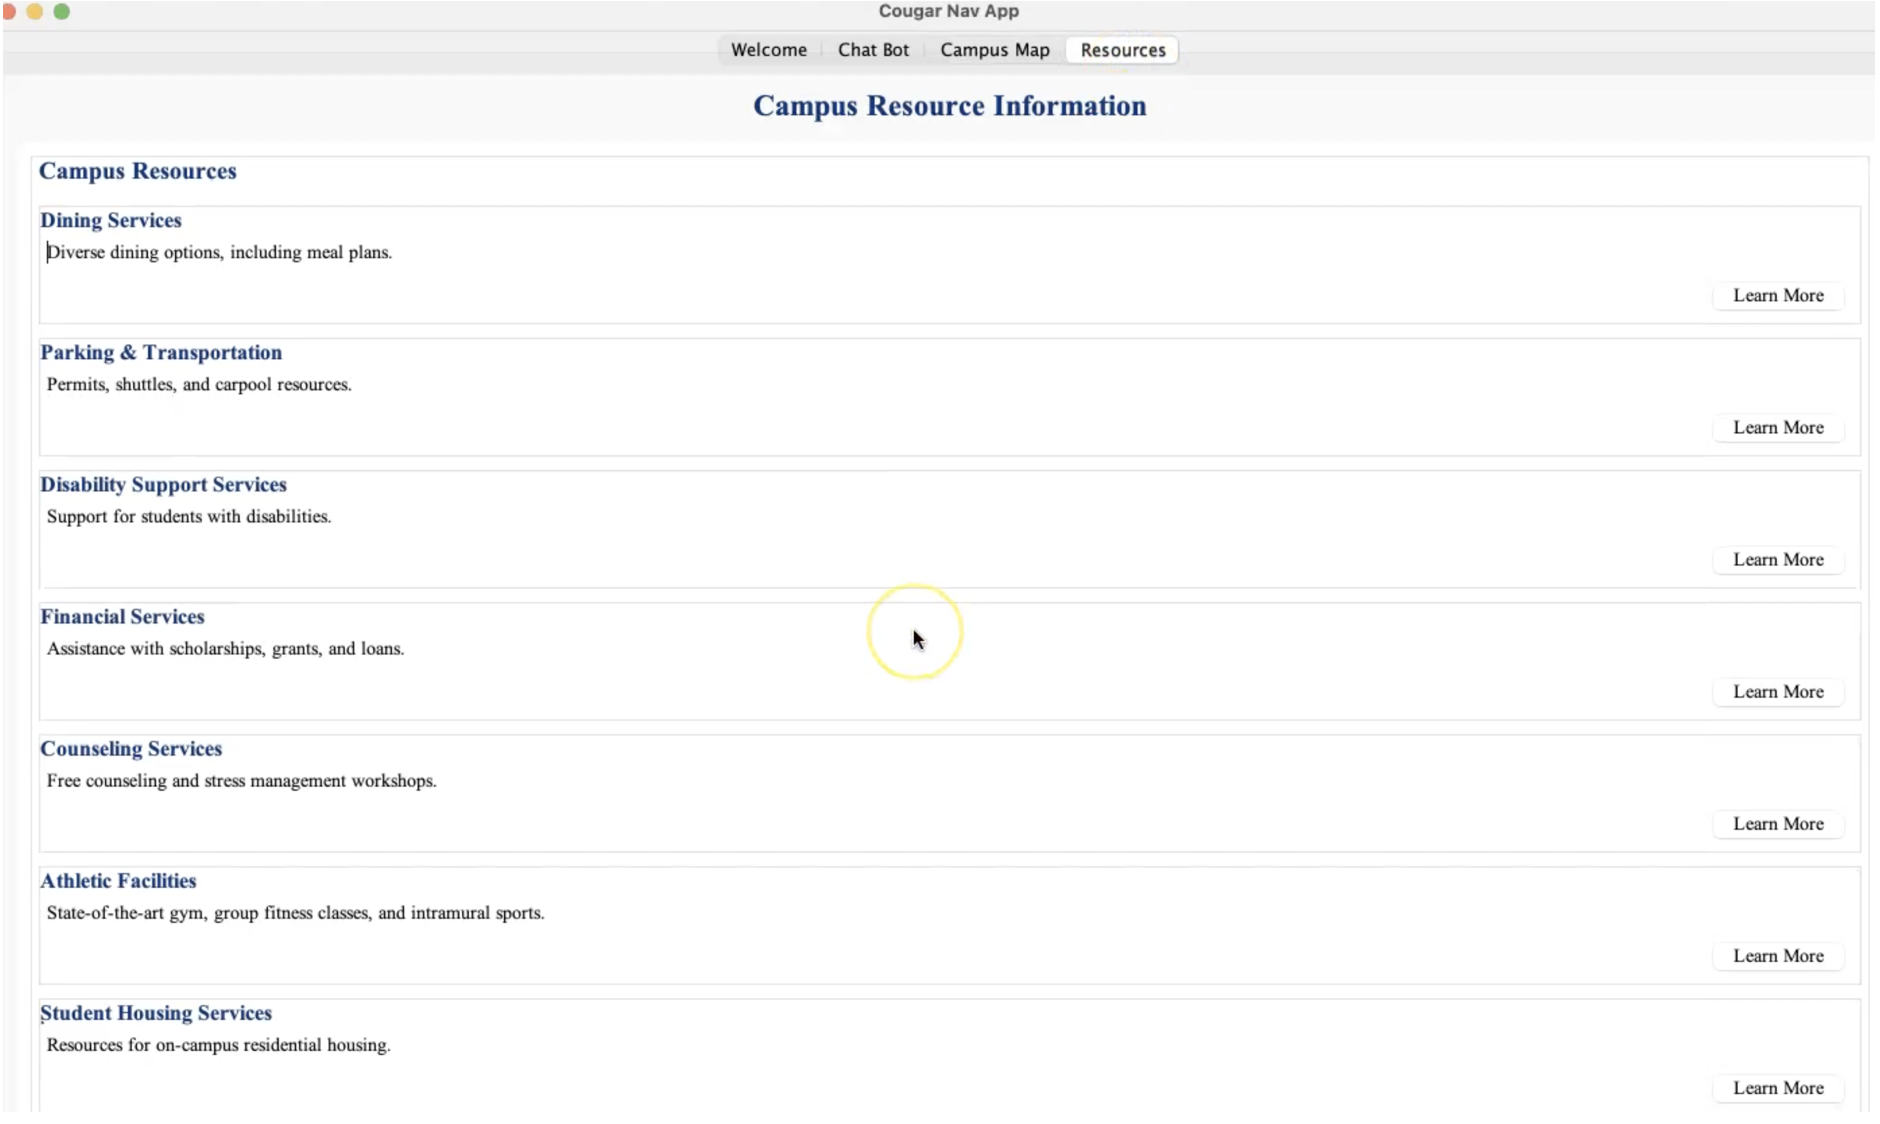 Cougar Nav App
Welcome Chat Bot Campus Map Resources
Campus Resource Information
Campus Resources
Dining Services
Diverse dining options, including meal plans.
Learn More
Parking & Transportation
Permits, shuttles, and carpool resources.
Learn More
Disability Support Services
Support for students with disabilities.
Learn More
Financial Services
Assistance with scholarships, grants, and loans.
Learn More
Counseling Services
Free counseling and stress management workshops.
Learn More
Athletic Facilities
State-of-the-art gym, group fitness classes, and intramural sports.
Learn More
Student Housing Services
Resources for on-campus residential housing.
Learn More